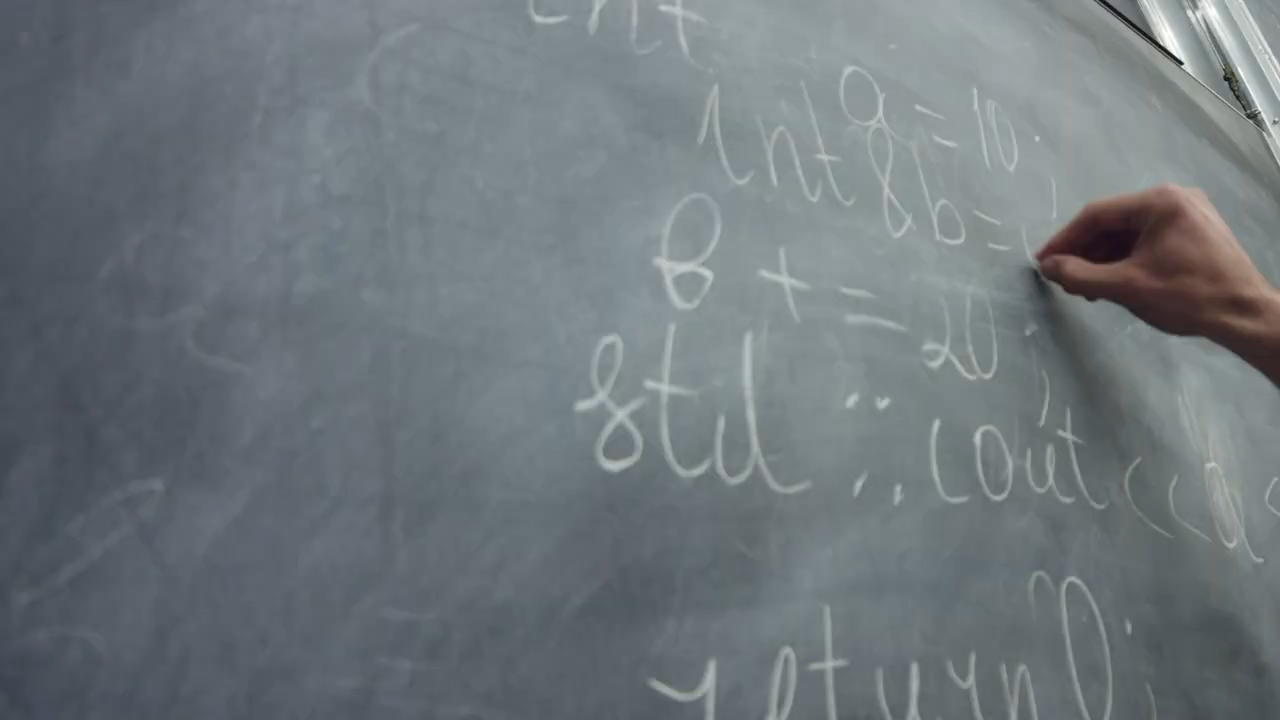 int
int a = 10;
int &b =
b += 20;
std::cout<<a<
return 0;